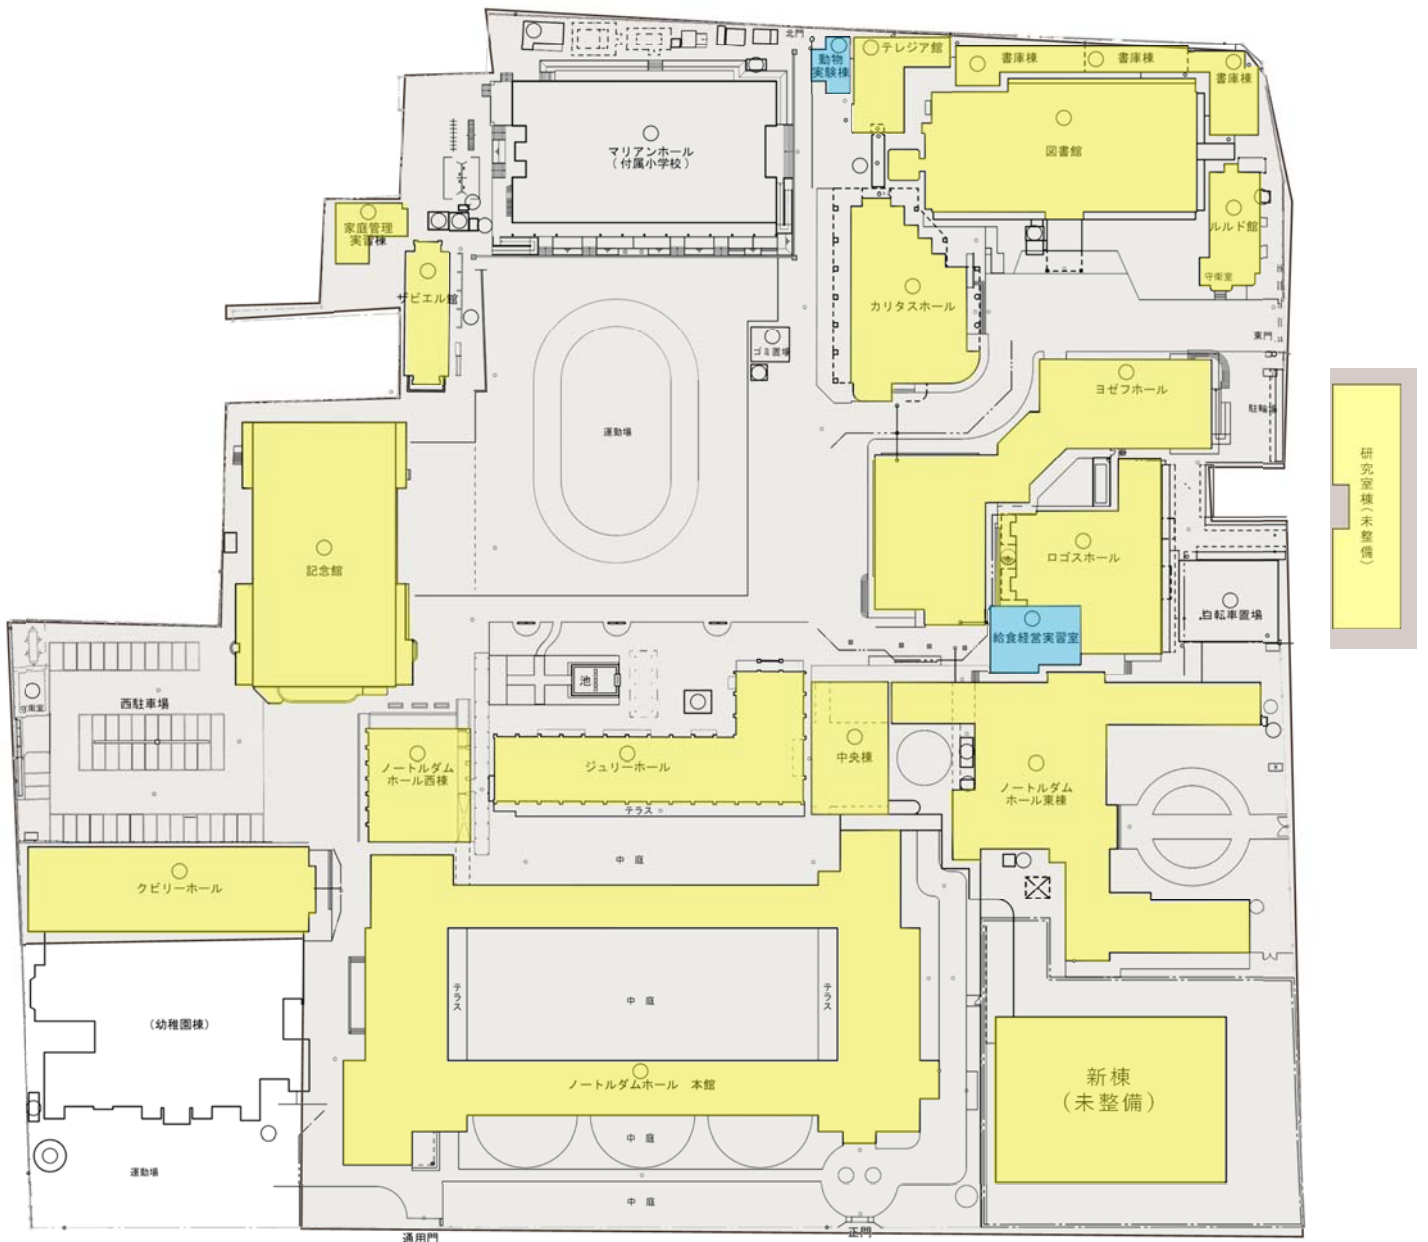 北門
動物
実験棟
テレジア館
書庫棟
書庫棟
書庫棟
マリアンホール
(付属小学校)
図書館
家庭管理
実習棟
ルルド館
守衛室
ザビエル館
カリタスホール
東門
ゴミ置場
ヨゼフホール
駐輪場
運動場
研究室棟(未整備)
記念館
ロゴスホール
自転車置場
給食経営実習室
池
守衛室
西駐車場
ノートルダム
ホール西棟
ジュリーホール
中央棟
ノートルダム
ホール東棟
テラス
中庭
クビリーホール
テラス
中庭
テラス
(幼稚園棟)
ノートルダムホール 本館
新棟
(未整備)
中庭
運動場
中庭
通用門
正門